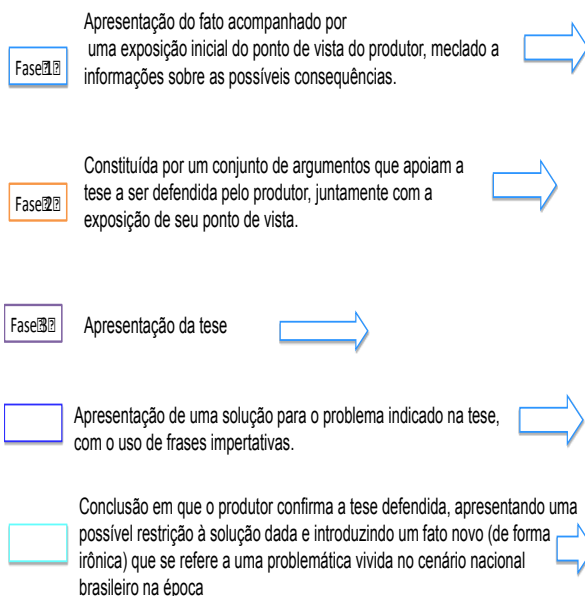 Apresentação do fato acompanhado por
uma exposição inicial do ponto de vista do produtor, meclado a
Fase 1
informações sobre as possíveis consequências.
Constituída por um conjunto de argumentos que apoiam a
tese a ser defendida pelo produtor, juntamente com a
Fase 2
exposição de seu ponto de vista.
Fase 3
Apresentação da tese
Apresentação de uma solução para o problema indicado na tese,
com o uso de frases impertativas.
Conclusão em que o produtor confirma a tese defendida, apresentando uma
possível restrição à solução dada e introduzindo um fato novo (de forma
irônica) que se refere a uma problemática vivida no cenário nacional
brasileiro na época